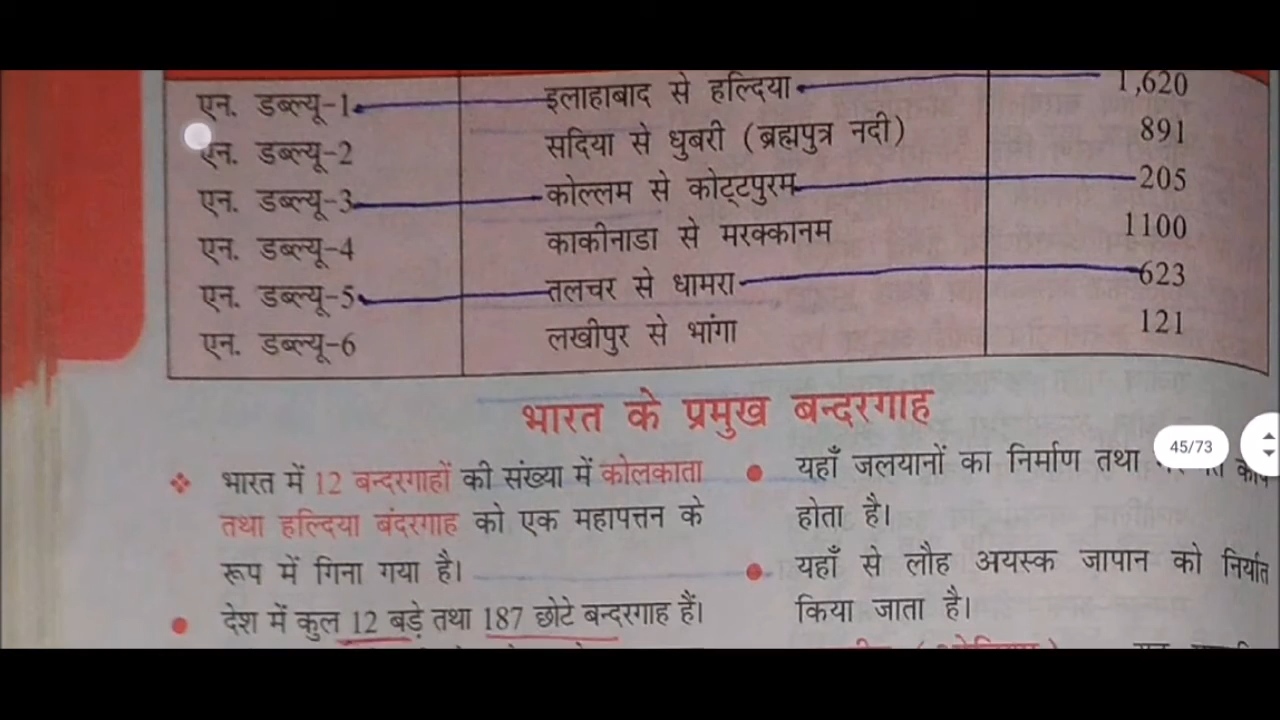 एन. डब्ल्यू-1 इलाहाबाद से हल्दिया 1,620
एन. डब्ल्यू-2 सदिया से धुबरी (ब्रह्मपुत्र नदी) 891
एन. डब्ल्यू-3 कोल्लम से कोट्टपुरम 205
एन. डब्ल्यू-4 काकीनाडा से मरक्कानम 1100
एन. डब्ल्यू-5 तलचर से धामरा 623
एन. डब्ल्यू-6 लखीपुर से भांगा 121
भारत के प्रमुख बन्दरगाह
भारत में 12 बन्दरगाहों की संख्या में कोलकाता
तथा हल्दिया बंदरगाह को एक महापत्तन के
रूप में गिना गया है।
देश में कुल 12 बड़े तथा 187 छोटे बन्दरगाह हैं।
यहाँ जलयानों का निर्माण तथा
होता है।
यहाँ से लौह अयस्क जापान को निर्यात
किया जाता है।
45/73